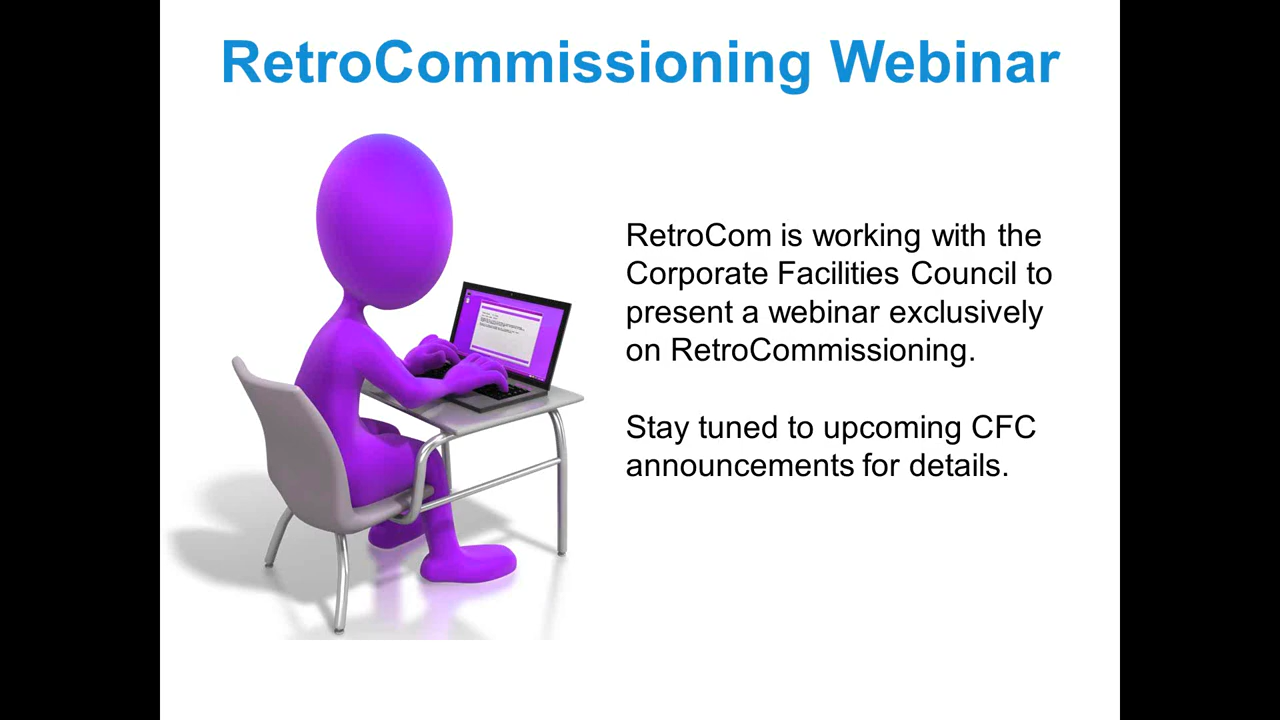 RetroCommissioning Webinar
RetroCom is working with the
Corporate Facilities Council to
present a webinar exclusively
on RetroCommissioning.
Stay tuned to upcoming CFC
announcements for details.